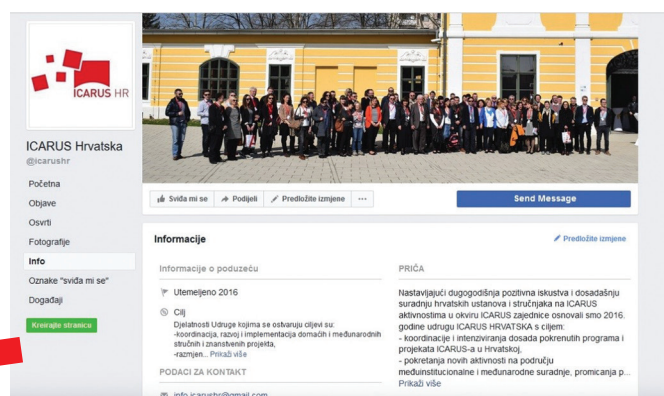 ICARUS HR
ICARUS Hrvatska
@icarushr
Početna
Objave
Osvrti
Fotografije
Info
Oznake "sviđa mi se"
Događaji
Kreirajte stranicu
Sviđa mi se
Podijeli
Predložite izmjene
Send Message
Informacije
Predložite izmjene
Informacije o poduzeću
Utemeljeno 2016
Cilj
Djelatnosti Udruge kojima se ostvaruju ciljevi su:
-koordinacija, razvoj i implementacija domaćih i međunarodnih
stručnih i znanstvenih projekta,
-razmjen... Prikaži više
PODACI ZA KONTAKT
info.icarushr@gmail.com
PRIČA
Nastavljajući dugogodišnja pozitivna iskustva i dosadašnju
suradnju hrvatskih ustanova i stručnjaka na ICARUS
aktivnostima u okviru ICARUS zajednice osnovali smo 2016.
godine udrugu ICARUS HRVATSKA s ciljem:
- koordinacije i intenziviranja dosada pokrenutih programa i
projekata ICARUS-a u Hrvatskoj,
- pokretanja novih aktivnosti na području
međuinstitucionalne i međunarodne suradnje, promicanja p...
Prikaži više